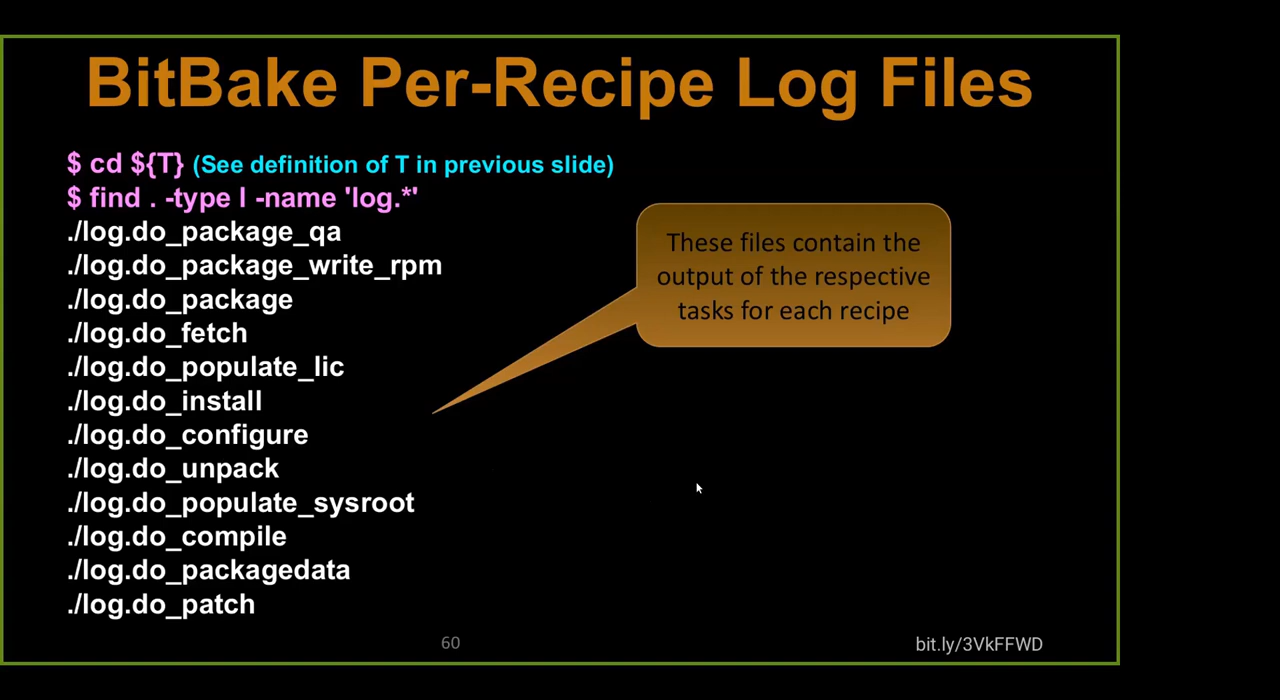 BitBake Per-Recipe Log Files
$ cd ${T} (See definition of T in previous slide)
$ find . -type l -name 'log.*'
./log.do_package_qa
./log.do_package_write_rpm
./log.do_package
./log.do_fetch
./log.do_populate_lic
./log.do_install
./log.do_configure
./log.do_unpack
./log.do_populate_sysroot
./log.do_compile
./log.do_packagedata
./log.do_patch
These files contain the
output of the respective
tasks for each recipe
60
bit.ly/3VkFFWD